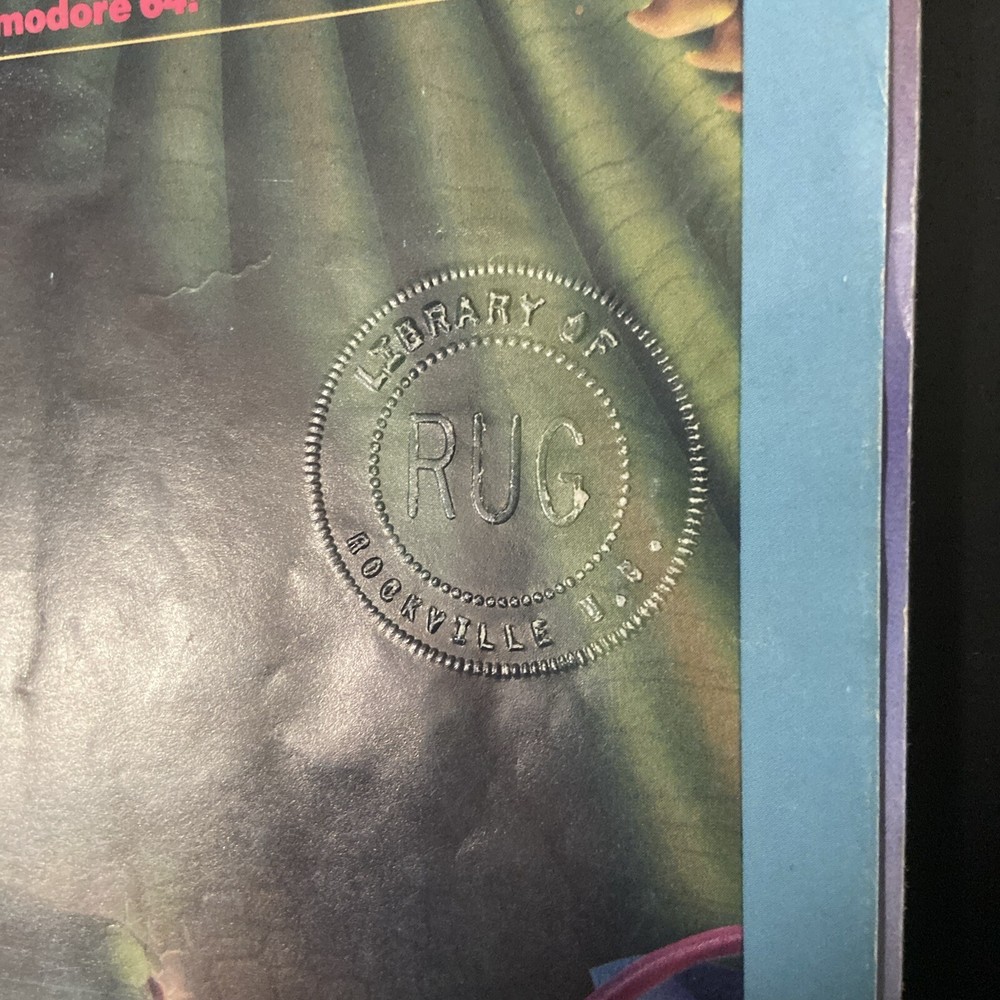 modore 64.
LIBRARY OF
RUG
ROCKVILLE U.S.